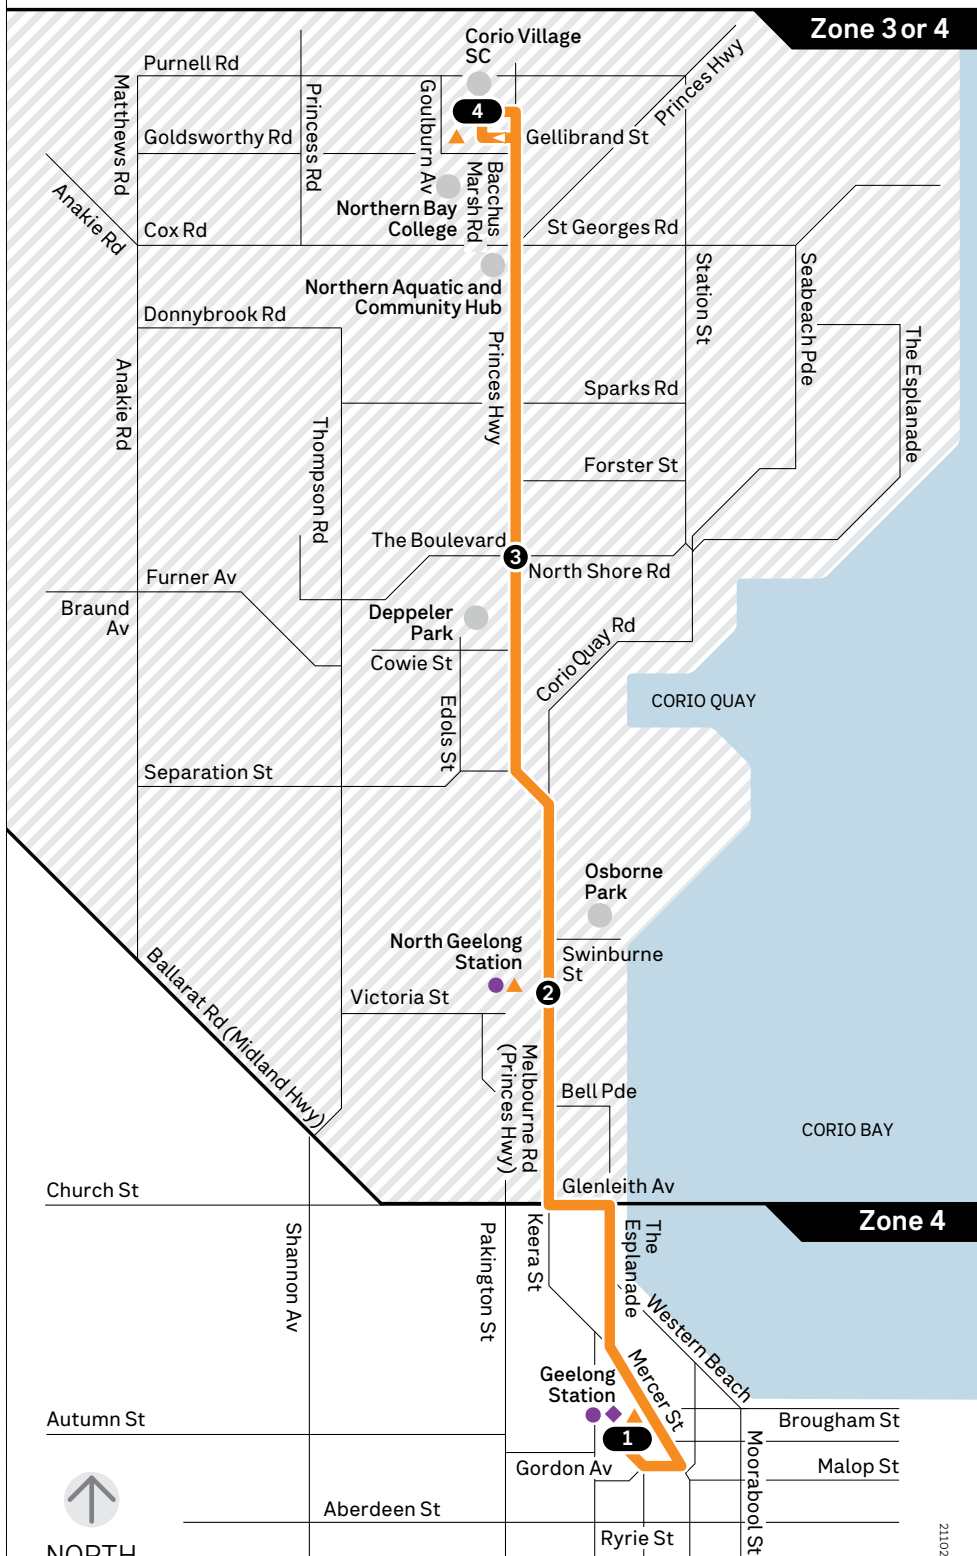 Zone 3 or 4
Corio Village
SC
Purnell Rd
Matthews Rd
Princess Rd
Goulburn Av
4
Princes Hwy
Goldsworthy Rd
Gellibrand St
Bacchus
Marsh Rd
Anakie Rd
Northern Bay
College
Cox Rd
St Georges Rd
Northern Aquatic and
Community Hub
Station St
Seabeach Pde
Donnybrook Rd
The Esplanade
Princes Hwy
Anakie Rd
Sparks Rd
Thompson Rd
Forster St
The Boulevard
3
North Shore Rd
Furner Av
Braund
Av
Deppeler
Park
Corio Quay Rd
Cowie St
Edols St
CORIO QUAY
Separation St
Osborne
Park
North Geelong
Station
Swinburne
St
2
Victoria St
Ballarat Rd (Midland Hwy)
Melbourne Rd
(Princes Hwy)
Bell Pde
CORIO BAY
Church St
Glenleith Av
Zone 4
Shannon Av
Pakington St
Keera St
The
Esplanade
Western Beach
Mercer St
Geelong
Station
Autumn St
Brougham St
1
Gordon Av
Moorabool St
Malop St
Aberdeen St
Ryrie St
NORTH
21102